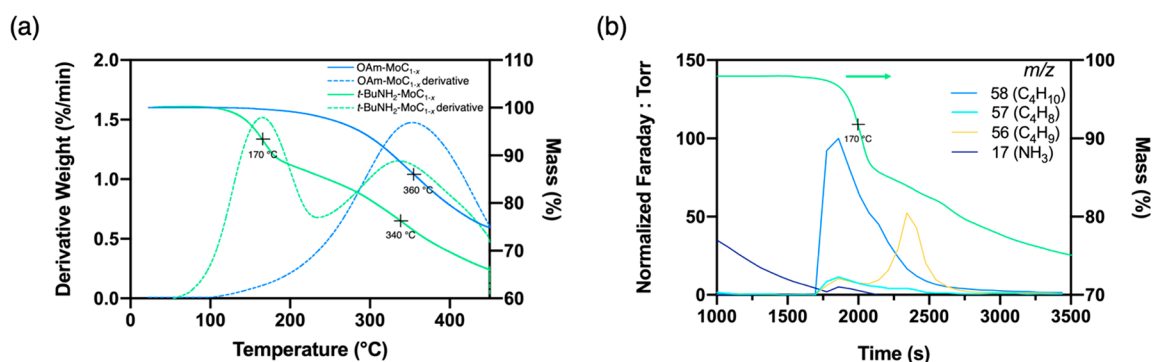 (a)
(b)
2.0
1.5
1.0
0.5
0.0
Derivative Weight (%/min)
0
100
200
300
400
Temperature (°C)
110
100
90
80
70
60
Mass (%)
OAm-MoC1-x
OAm-MoC1-x derivative
t-BuNH2-MoC1-x
t-BuNH2-MoC1-x derivative
170 °C
360 °C
340 °C
150
100
50
0
Normalized Faraday : Torr
1000
1500
2000
2500
3000
3500
Time (s)
100
90
80
70
Mass (%)
m/z
58 (C4H10)
57 (C4H8)
56 (C4H9)
17 (NH3)
170 °C